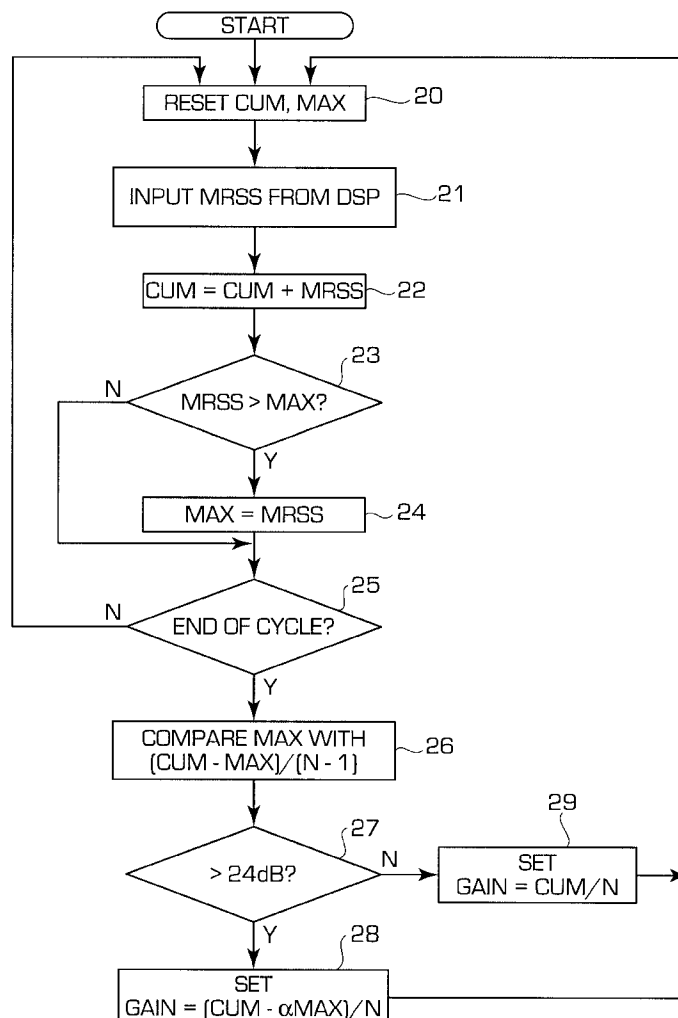 START
RESET CUM, MAX
20
INPUT MRSS FROM DSP
21
CUM = CUM + MRSS
22
23
N
MRSS > MAX?
Y
MAX = MRSS
24
25
N
END OF CYCLE?
Y
COMPARE MAX WITH
(CUM - MAX)/(N - 1)
26
27
> 24dB?
N
29
SET
GAIN = CUM/N
Y
28
SET
GAIN = (CUM - αMAX)/N